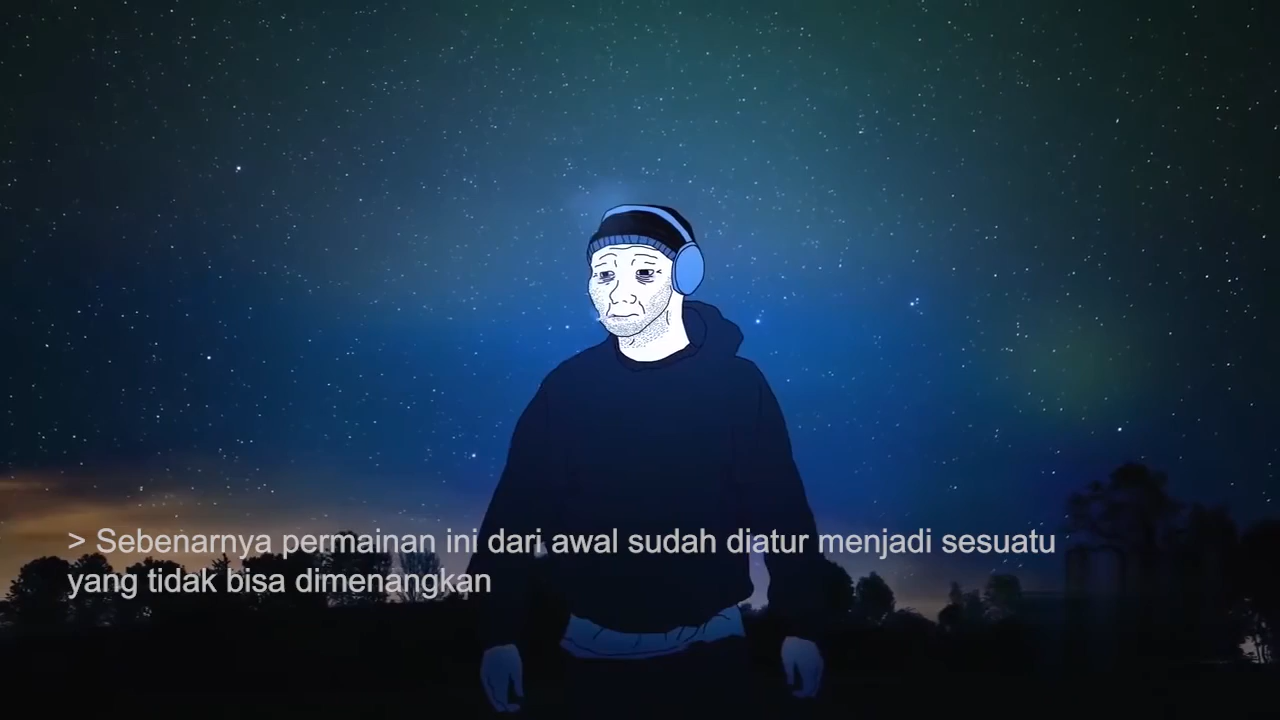 > Sebenarnya permainan ini dari awal sudah diatur menjadi sesuatu
yang tidak bisa dimenangkan